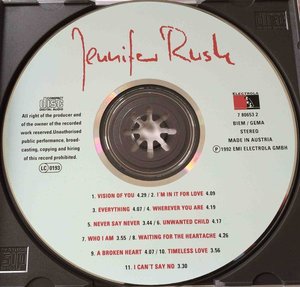 Jennifer Rush
COMPACT
disc
DIGITAL AUDIO
All right of the producer and
of the owner of the recorded
work reserved.Unauthorised
public performance, broad-
casting, copying and hiring
of this record prohibited.
LC 0193
ELECTROLA
7 80653 2
BIEM / GEMA
STEREO
MADE IN AUSTRIA
℗ 1992 EMI ELECTROLA GMBH
1. VISION OF YOU 4.29 / 2. I'M IN IT FOR LOVE 4.09
3. EVERYTHING 4.07 / 4. WHEREVER YOU ARE 4.19
5. NEVER SAY NEVER 3.44 / 6. UNWANTED CHILD 4.17
7. WHO I AM 3.55 / 8. WAITING FOR THE HEARTACHE 4.26
9. A BROKEN HEART 4.07 / 10. TIMELESS LOVE 3.56
11. I CAN'T SAY NO 3.30